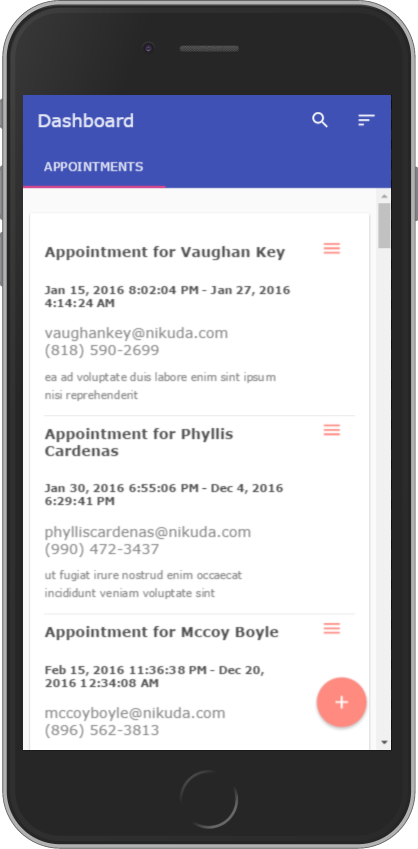 Dashboard
APPOINTMENTS
Appointment for Vaughan Key
Jan 15, 2016 8:02:04 PM - Jan 27, 2016
4:14:24 AM
vaughankey@nikuda.com
(818) 590-2699
ea ad voluptate duis labore enim sint ipsum
nisi reprehenderit
Appointment for Phyllis
Cardenas
Jan 30, 2016 6:55:06 PM - Dec 4, 2016
6:29:41 PM
phylliscardenas@nikuda.com
(990) 472-3437
ut fugiat irure nostrud enim occaecat
incididunt veniam voluptate sint
Appointment for Mccoy Boyle
Feb 15, 2016 11:36:38 PM - Dec 20,
2016 12:34:08 AM
mccoyboyle@nikuda.com
(896) 562-3813